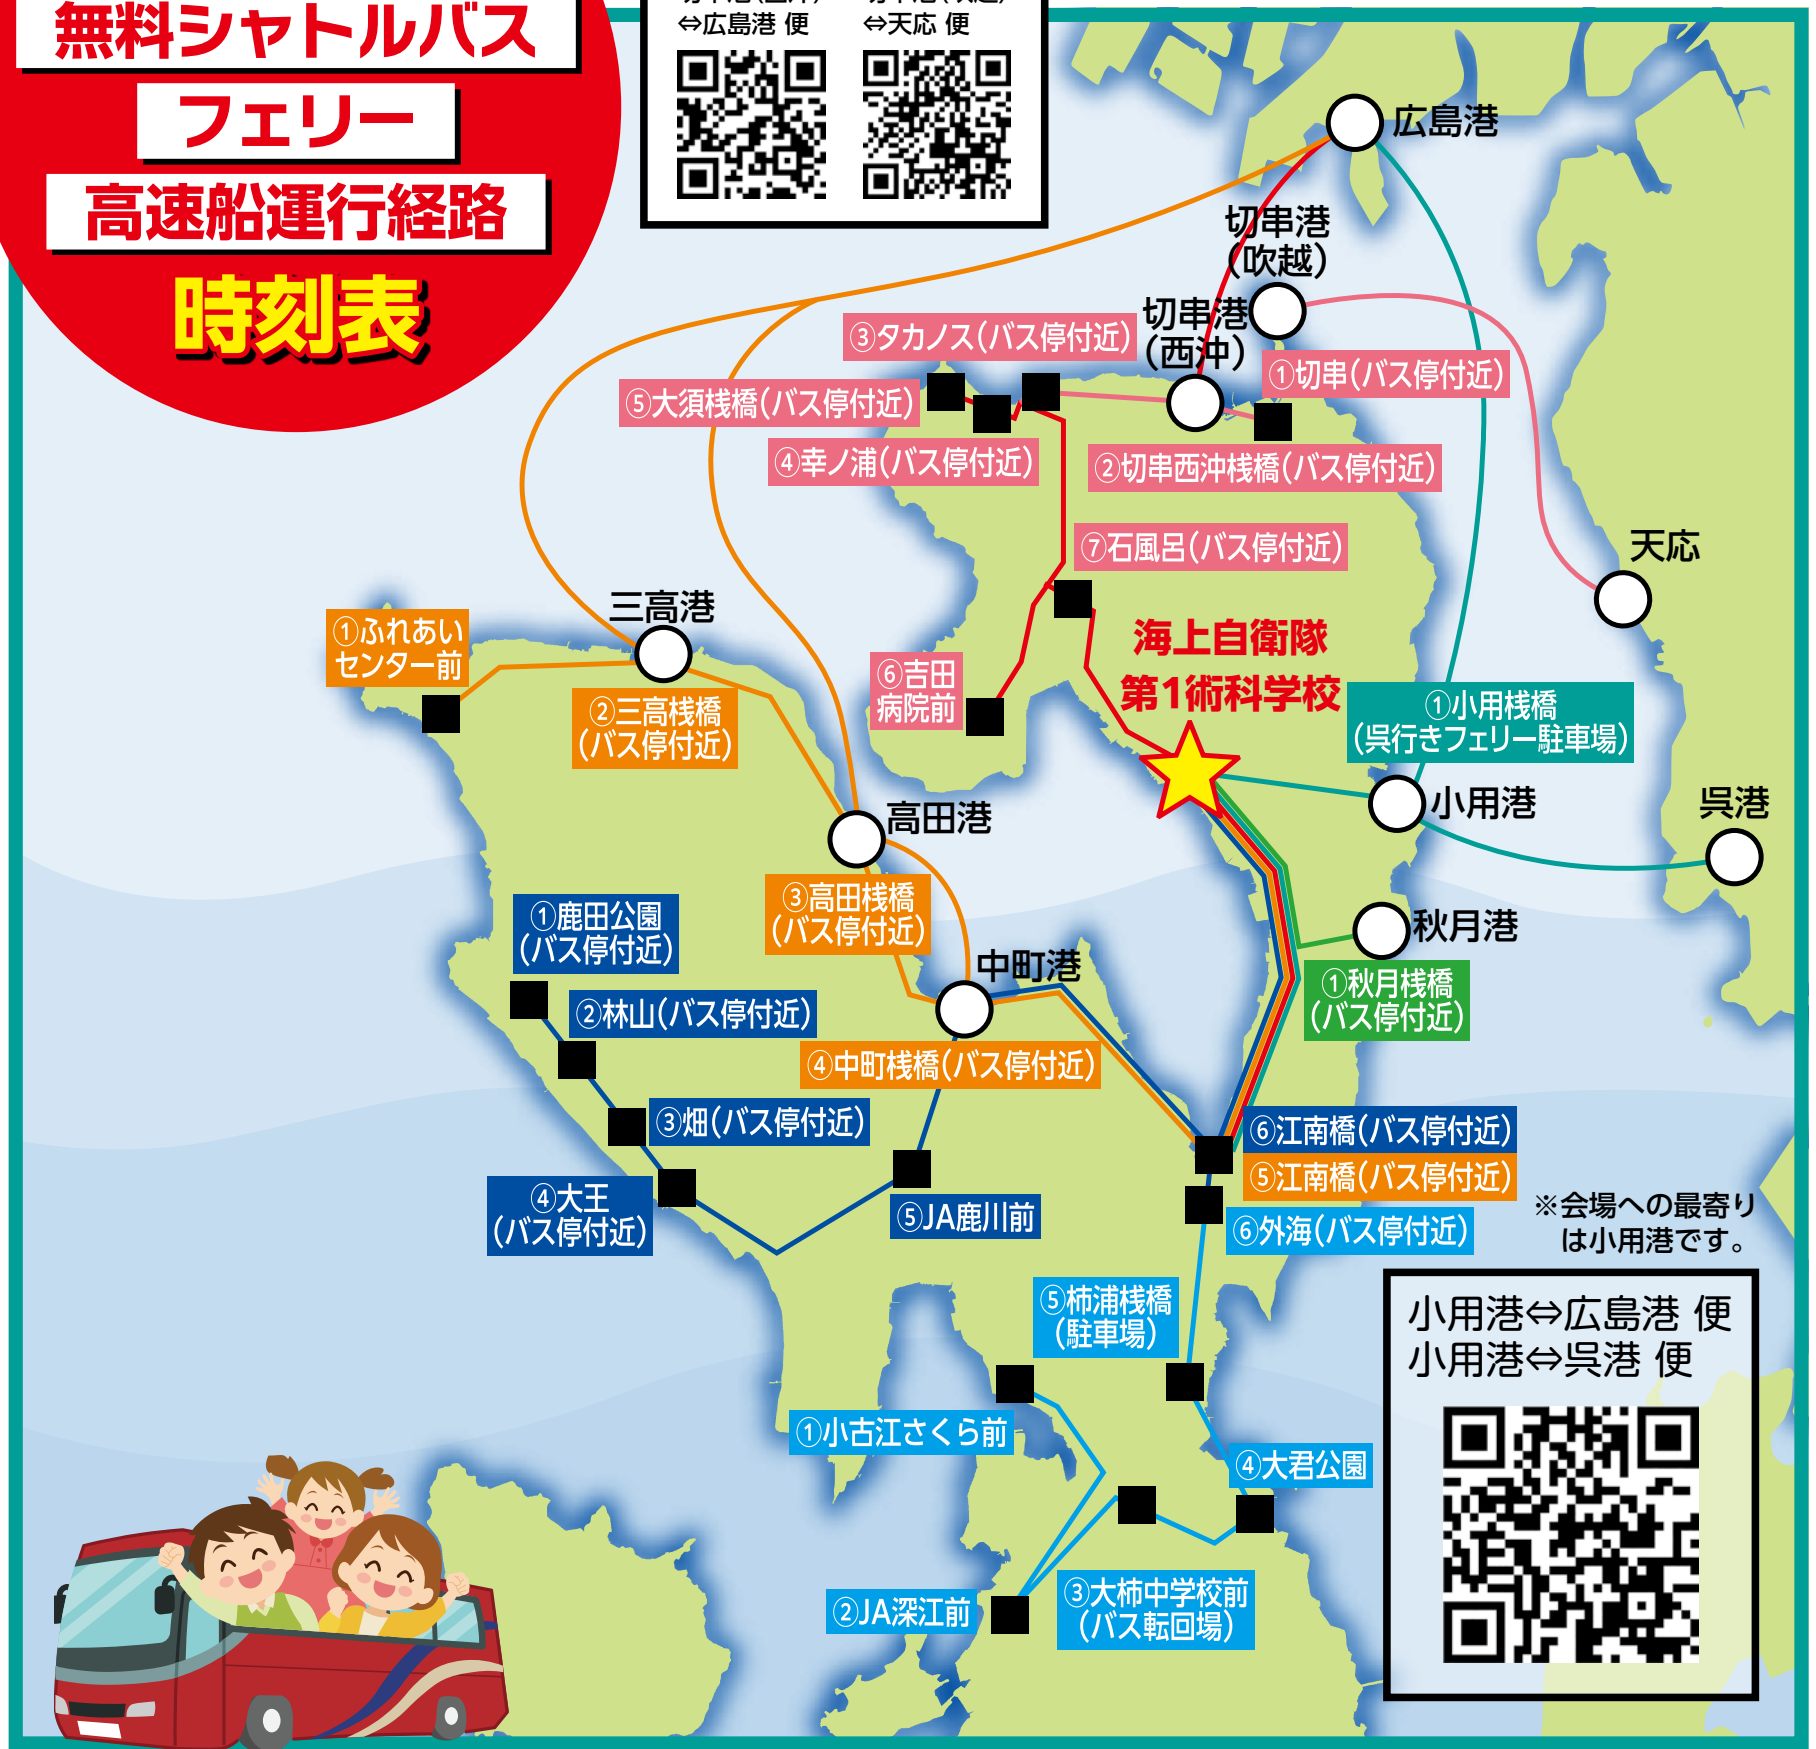 無料シャトルバス
フェリー
高速船運行経路
時刻表
⇔広島港 便
⇔天応 便
広島港
切串港
(吹越)
切串港
(西沖)
③タカノス(バス停付近)
①切串(バス停付近)
⑤大須桟橋(バス停付近)
④幸ノ浦(バス停付近)
②切串西沖桟橋(バス停付近)
⑦石風呂(バス停付近)
天応
三高港
①ふれあい
センター前
海上自衛隊
第1術科学校
⑥吉田
病院前
②三高桟橋
(バス停付近)
①小用桟橋
(呉行きフェリー駐車場)
高田港
小用港
呉港
③高田桟橋
(バス停付近)
①鹿田公園
(バス停付近)
秋月港
中町港
①秋月桟橋
(バス停付近)
②林山(バス停付近)
④中町桟橋(バス停付近)
③畑(バス停付近)
⑥江南橋(バス停付近)
⑤江南橋(バス停付近)
④大王
(バス停付近)
⑤JA鹿川前
⑥外海(バス停付近)
※会場への最寄り
は小用港です。
⑤柿浦桟橋
(駐車場)
小用港⇔広島港 便
小用港⇔呉港 便
①小古江さくら前
④大君公園
②JA深江前
③大柿中学校前
(バス転回場)